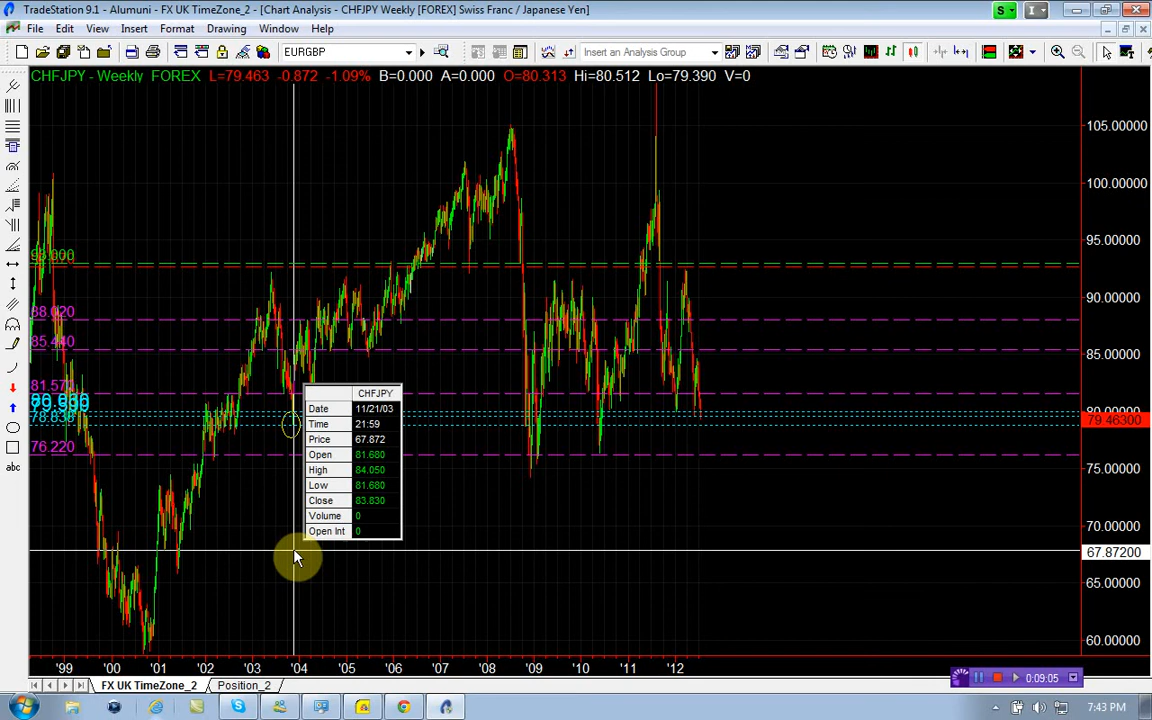 TradeStation 9.1 - Alumuni - FX UK TimeZone_2 - [Chart Analysis - CHFJPY Weekly [FOREX] Swiss Franc / Japanese Yen]
File Edit View Insert Format Drawing Window Help
EURGBP
Insert an Analysis Group
CHFJPY - Weekly FOREX L=79.463 -0.872 -1.09% B=0.000 A=0.000 O=80.313 Hi=80.512 Lo=79.390 V=0
105.00000
100.00000
95.00000
93.000
90.00000
88.020
85.440
85.00000
81.570
80.00000
79.46300
78.830
76.220
75.00000
70.00000
67.87200
65.00000
60.00000
CHFJPY
Date 11/21/03
Time 21:59
Price 67.872
Open 81.680
High 84.050
Low 81.680
Close 83.830
Volume 0
Open Int 0
abc
'99 '00 '01 '02 '03 '04 '05 '06 '07 '08 '09 '10 '11 '12
FX UK TimeZone_2 Position_2
0:09:05
7:43 PM